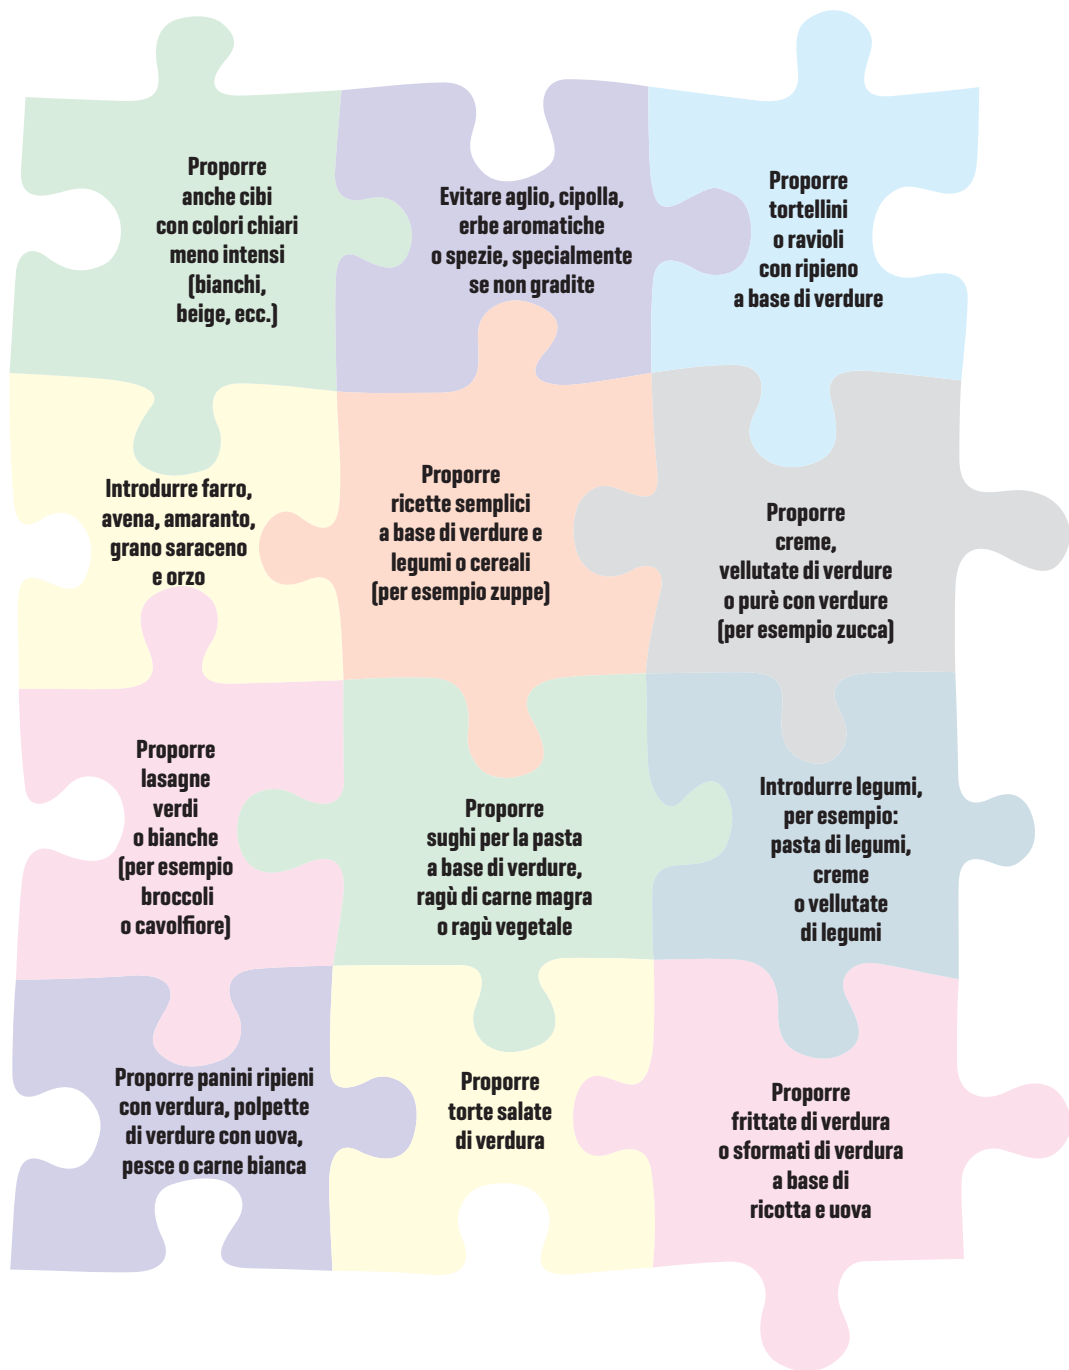 Proporre
anche cibi
con colori chiari
meno intensi
(bianchi,
beige, ecc.)
Evitare aglio, cipolla,
erbe aromatiche
o spezie, specialmente
se non gradite
Proporre
tortellini
o ravioli
con ripieno
a base di verdure
Introdurre farro,
avena, amaranto,
grano saraceno
e orzo
Proporre
ricette semplici
a base di verdure e
legumi o cereali
(per esempio zuppe)
Proporre
creme,
vellutate di verdure
o purè con verdure
(per esempio zucca)
Proporre
lasagne
verdi
o bianche
(per esempio
broccoli
o cavolfiore)
Proporre
sughi per la pasta
a base di verdure,
ragù di carne magra
o ragù vegetale
Introdurre legumi,
per esempio:
pasta di legumi,
creme
o vellutate
di legumi
Proporre panini ripieni
con verdura, polpette
di verdure con uova,
pesce o carne bianca
Proporre
torte salate
di verdura
Proporre
frittate di verdura
o sformati di verdura
a base di
ricotta e uova